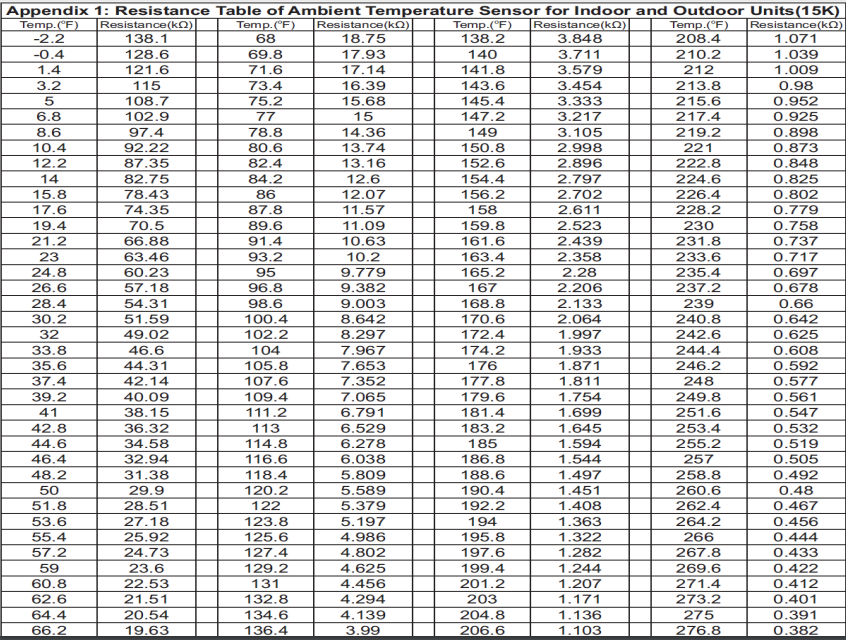 Appendix 1: Resistance Table of Ambient Temperature Sensor for Indoor and Outdoor Units(15K)
Temp.(°F) Resistance(kΩ) Temp.(°F) Resistance(kΩ) Temp.(°F) Resistance(kΩ) Temp.(°F) Resistance(kΩ)
-2.2 138.1 68 18.75 138.2 3.848 208.4 1.071
-0.4 128.6 69.8 17.93 140 3.711 210.2 1.039
1.4 121.6 71.6 17.14 141.8 3.579 212 1.009
3.2 115 73.4 16.39 143.6 3.454 213.8 0.98
5 108.7 75.2 15.68 145.4 3.333 215.6 0.952
6.8 102.9 77 15 147.2 3.217 217.4 0.925
8.6 97.4 78.8 14.36 149 3.105 219.2 0.898
10.4 92.22 80.6 13.74 150.8 2.998 221 0.873
12.2 87.35 82.4 13.16 152.6 2.896 222.8 0.848
14 82.75 84.2 12.6 154.4 2.797 224.6 0.825
15.8 78.43 86 12.07 156.2 2.702 226.4 0.802
17.6 74.35 87.8 11.57 158 2.611 228.2 0.779
19.4 70.5 89.6 11.09 159.8 2.523 230 0.758
21.2 66.88 91.4 10.63 161.6 2.439 231.8 0.737
23 63.46 93.2 10.2 163.4 2.358 233.6 0.717
24.8 60.23 95 9.779 165.2 2.28 235.4 0.697
26.6 57.18 96.8 9.382 167 2.206 237.2 0.678
28.4 54.31 98.6 9.003 168.8 2.133 239 0.66
30.2 51.59 100.4 8.642 170.6 2.064 240.8 0.642
32 49.02 102.2 8.297 172.4 1.997 242.6 0.625
33.8 46.6 104 7.967 174.2 1.933 244.4 0.608
35.6 44.31 105.8 7.653 176 1.871 246.2 0.592
37.4 42.14 107.6 7.352 177.8 1.811 248 0.577
39.2 40.09 109.4 7.065 179.6 1.754 249.8 0.561
41 38.15 111.2 6.791 181.4 1.699 251.6 0.547
42.8 36.32 113 6.529 183.2 1.645 253.4 0.532
44.6 34.58 114.8 6.278 185 1.594 255.2 0.519
46.4 32.94 116.6 6.038 186.8 1.544 257 0.505
48.2 31.38 118.4 5.809 188.6 1.497 258.8 0.492
50 29.9 120.2 5.589 190.4 1.451 260.6 0.48
51.8 28.51 122 5.379 192.2 1.408 262.4 0.467
53.6 27.18 123.8 5.197 194 1.363 264.2 0.456
55.4 25.92 125.6 4.986 195.8 1.322 266 0.444
57.2 24.73 127.4 4.802 197.6 1.282 267.8 0.433
59 23.6 129.2 4.625 199.4 1.244 269.6 0.422
60.8 22.53 131 4.456 201.2 1.207 271.4 0.412
62.6 21.51 132.8 4.294 203 1.171 273.2 0.401
64.4 20.54 134.6 4.139 204.8 1.136 275 0.391
66.2 19.63 136.4 3.99 206.6 1.103 276.8 0.382